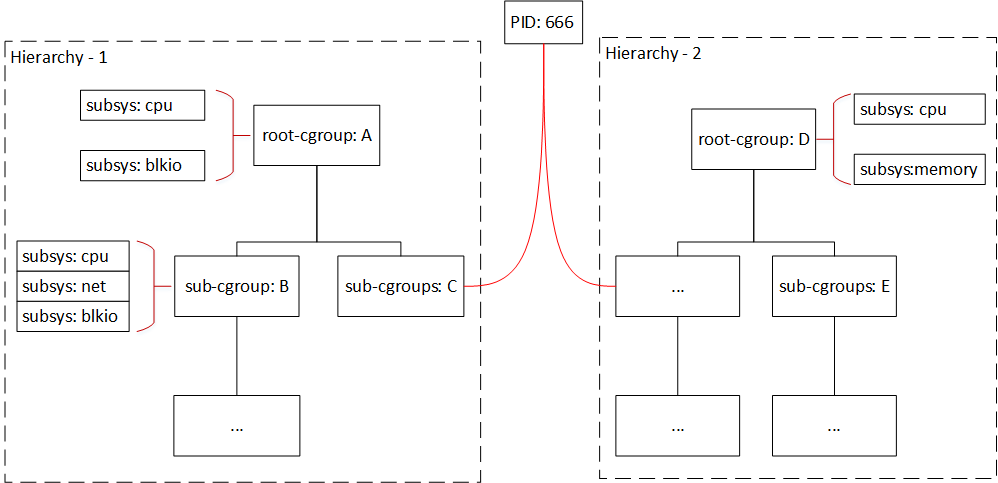 PID: 666
Hierarchy - 1
subsys: cpu
root-cgroup: A
subsys: blkio
subsys: cpu
subsys: net
subsys: blkio
sub-cgroup: B
sub-cgroups: C
...
Hierarchy - 2
root-cgroup: D
subsys: cpu
subsys:memory
...
sub-cgroups: E
...
...